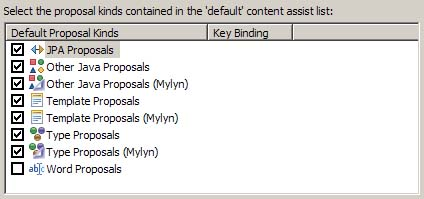 Select the proposal kinds contained in the 'default' content assist list:
Default Proposal Kinds Key Binding
JPA Proposals
Other Java Proposals
Other Java Proposals (Mylyn)
Template Proposals
Template Proposals (Mylyn)
Type Proposals
Type Proposals (Mylyn)
abc Word Proposals